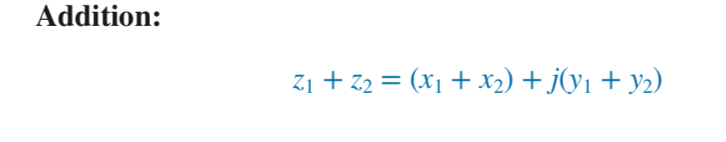 Addition:
z₁ + z₂ = (x₁ + x₂) + j(y₁ + y₂)